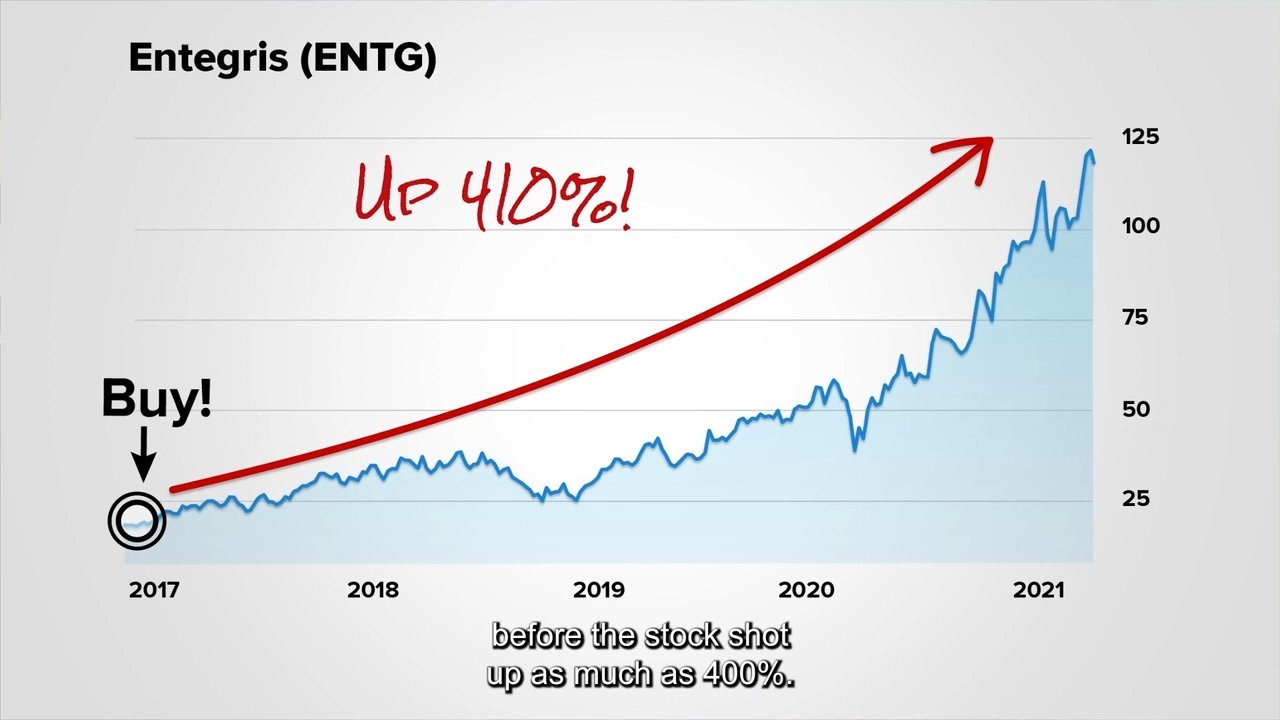 Entegris (ENTG)
Up 410%!
125
100
75
Buy!
50
25
2017 2018 2019 2020 2021
before the stock shot
up as much as 400%.